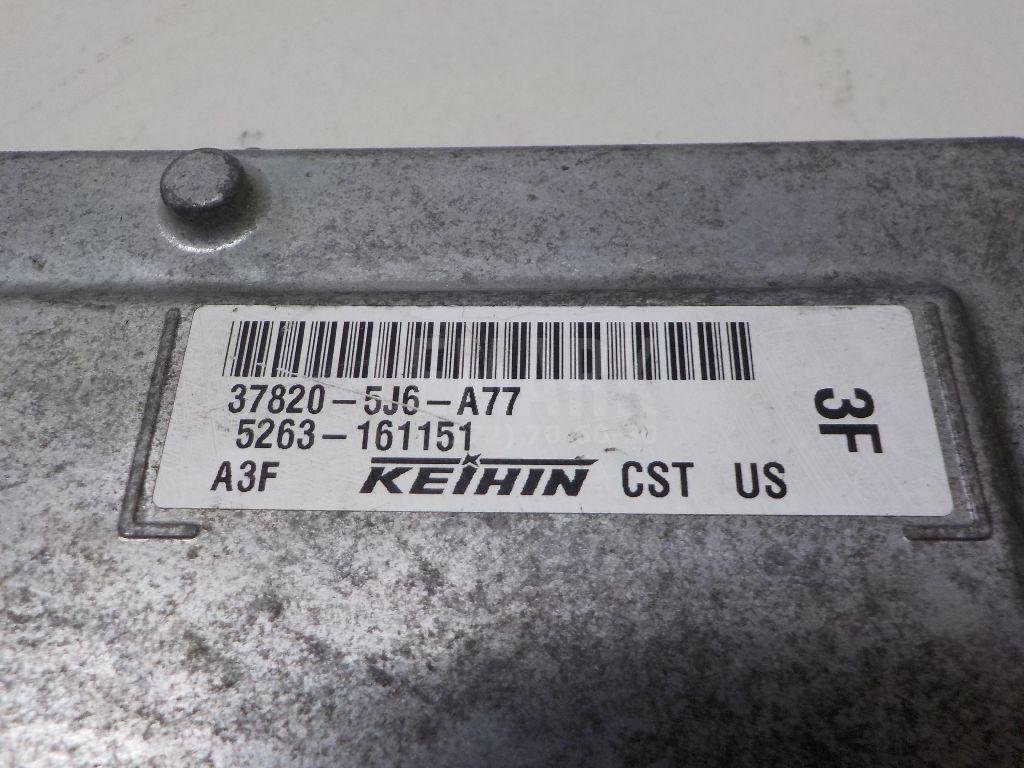 37820-5J6-A77
5263-161151
A3F KEIHIN CST US
3F